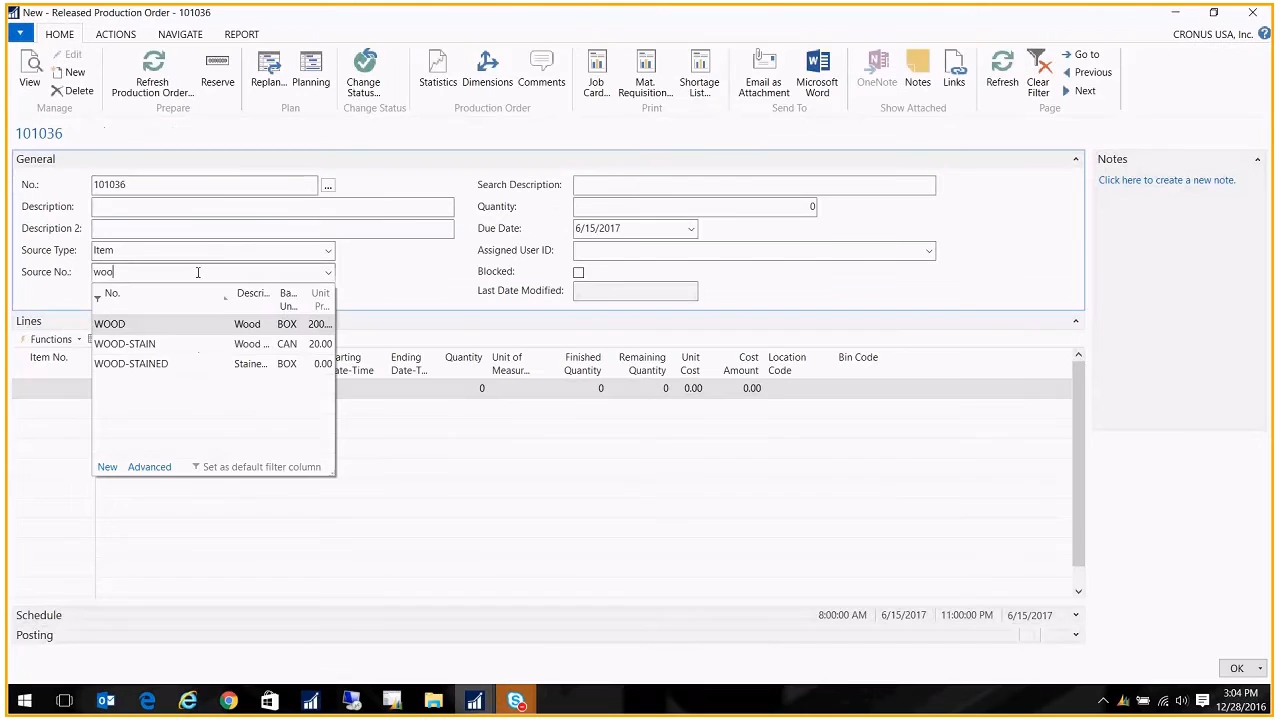 New - Released Production Order - 101036
HOME ACTIONS NAVIGATE REPORT CRONUS USA, Inc.
View Edit New Delete Manage
Refresh Production Order... Reserve Prepare
Replan... Planning Plan
Change Status... Change Status
Statistics Dimensions Comments Production Order
Job Card... Mat. Requisition... Shortage List... Print
Email as Attachment Microsoft Word Send To
OneNote Notes Links Show Attached
Refresh Clear Filter Go to Previous Next Page
101036
General
No.: 101036 ... Search Description:
Description: Quantity: 0
Description 2: Due Date: 6/15/2017
Source Type: Item Assigned User ID:
Source No.: woo Blocked:
Last Date Modified:
No. Descri... Ba... Un... Unit Pr...
WOOD Wood BOX 200....
WOOD-STAIN Wood ... CAN 20.00
WOOD-STAINED Staine... BOX 0.00
New Advanced Set as default filter column
Notes
Click here to create a new note.
Lines
Functions
Item No. Ending Date-T... Quantity Unit of Measur... Finished Quantity Remaining Quantity Unit Cost Cost Amount Location Code Bin Code
0 0 0 0.00 0.00
Schedule 8:00:00 AM 6/15/2017 11:00:00 PM 6/15/2017
Posting
OK
3:04 PM
12/28/2016